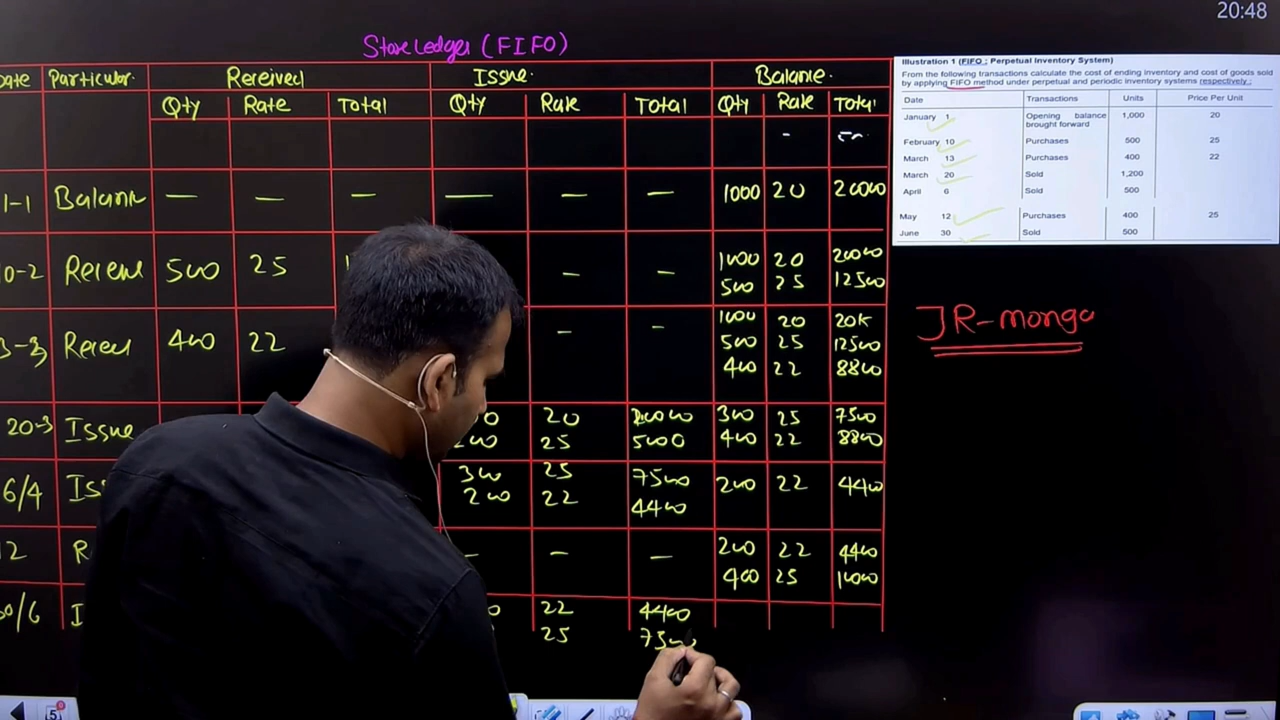 20:48
Store Ledger (FIFO)
Date Particular Received Issue. Balance.
Qty Rate Total Qty Rate Total Qty Rate Total
1-1 Balance — — — — — — 1000 20 20000
10-2 500 25 — — 1000 20 20000
500 25 12500
3-3 400 22 — — 1000 20 20K
500 25 12500
400 22 8800
20-3 Issue 20 20000 300 25 7500
25 5000 400 22 8800
6/4 300 25 7500 200 22 4400
200 22 4400
12 R — — — 200 22 4400
400 25 10000
0/6 I 22 4400
25 7500
Illustration 1 (FIFO : Perpetual Inventory System)
From the following transactions calculate the cost of ending inventory and cost of goods sold
by applying FIFO method under perpetual and periodic inventory systems respectively :
Date Transactions Units Price Per Unit
January 1 Opening balance 1,000 20
brought forward
February 10 Purchases 500 25
March 13 Purchases 400 22
March 20 Sold 1,200
April 6 Sold 500
May 12 Purchases 400 25
June 30 Sold 500
JR-monga
5